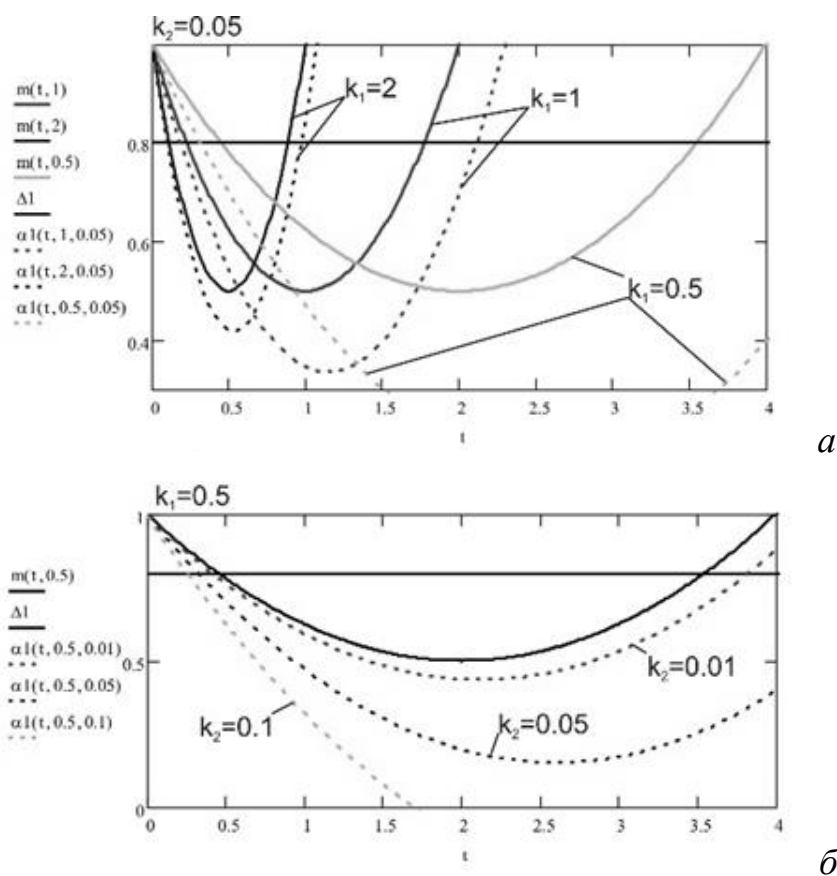 k₂=0.05
m(t,1)
m(t,2)
m(t,0.5)
Δ1
α1(t,1,0.05)
α1(t,2,0.05)
α1(t,0.5,0.05)
k₁=2
k₁=1
k₁=0.5
0.8
0.6
0.4
0 0.5 1 1.5 2 2.5 3 3.5 4
t
а
k₁=0.5
m(t,0.5)
Δ1
α1(t,0.5,0.01)
α1(t,0.5,0.05)
α1(t,0.5,0.1)
1
0.5
0
k₂=0.01
k₂=0.05
k₂=0.1
0 0.5 1 1.5 2 2.5 3 3.5 4
t
б